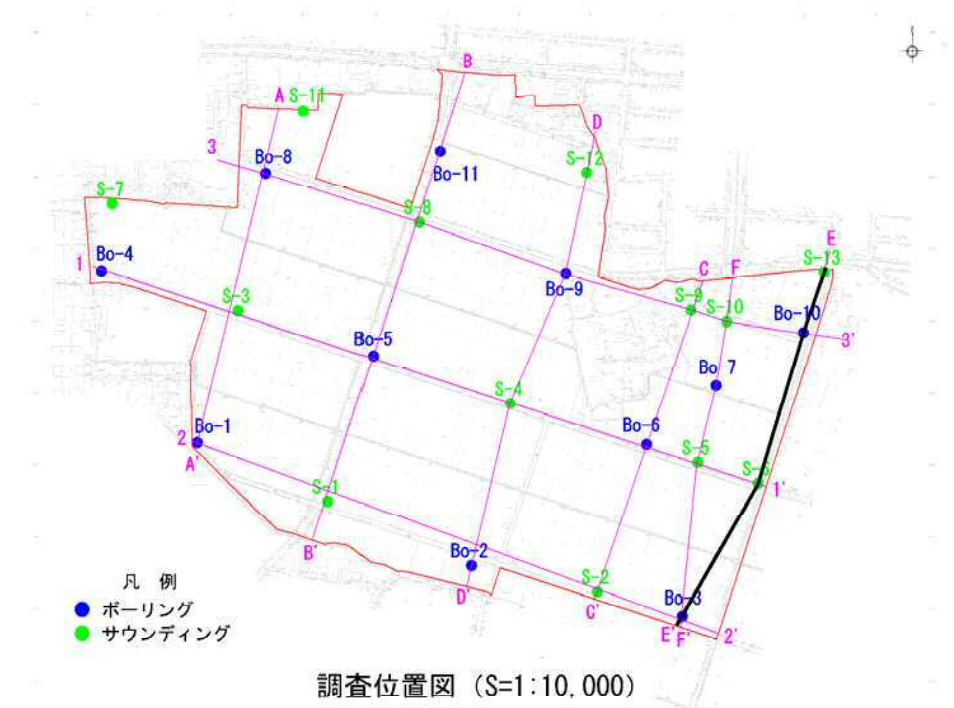 B
A
S-11
D
3
Bo-8
Bo-11
S-12
S-7
S-8
E
1
Bo-4
C
F
S-13
Bo-9
S-3
S-9
S-10
Bo-10
3'
Bo-5
Bo 7
S-4
2
Bo-1
A'
Bo-6
S-5
S-6
1'
S-1
B'
Bo-2
D'
S-2
C'
Bo-3
E'
F'
2'
凡 例
ボーリング
サウンディング
調査位置図 (S=1:10,000)